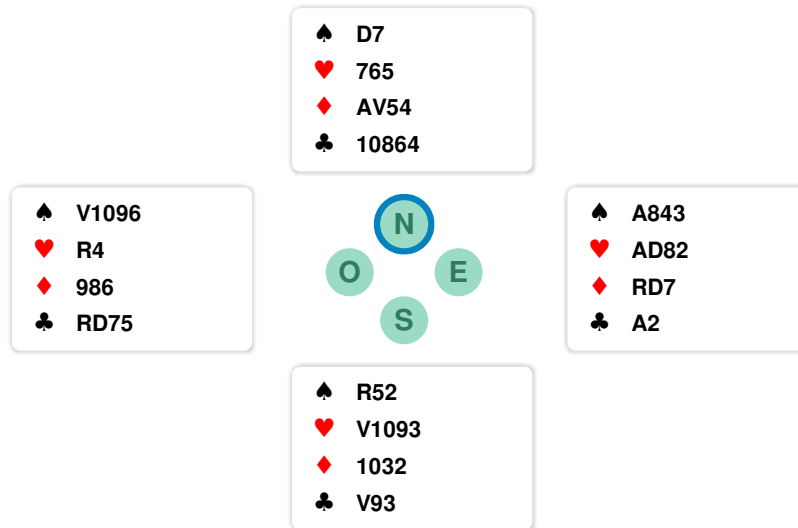 ♠ D7
♥ 765
♦ AV54
♣ 10864
♠ V1096
♥ R4
♦ 986
♣ RD75
N
O E
S
♠ A843
♥ AD82
♦ RD7
♣ A2
♠ R52
♥ V1093
♦ 1032
♣ V93